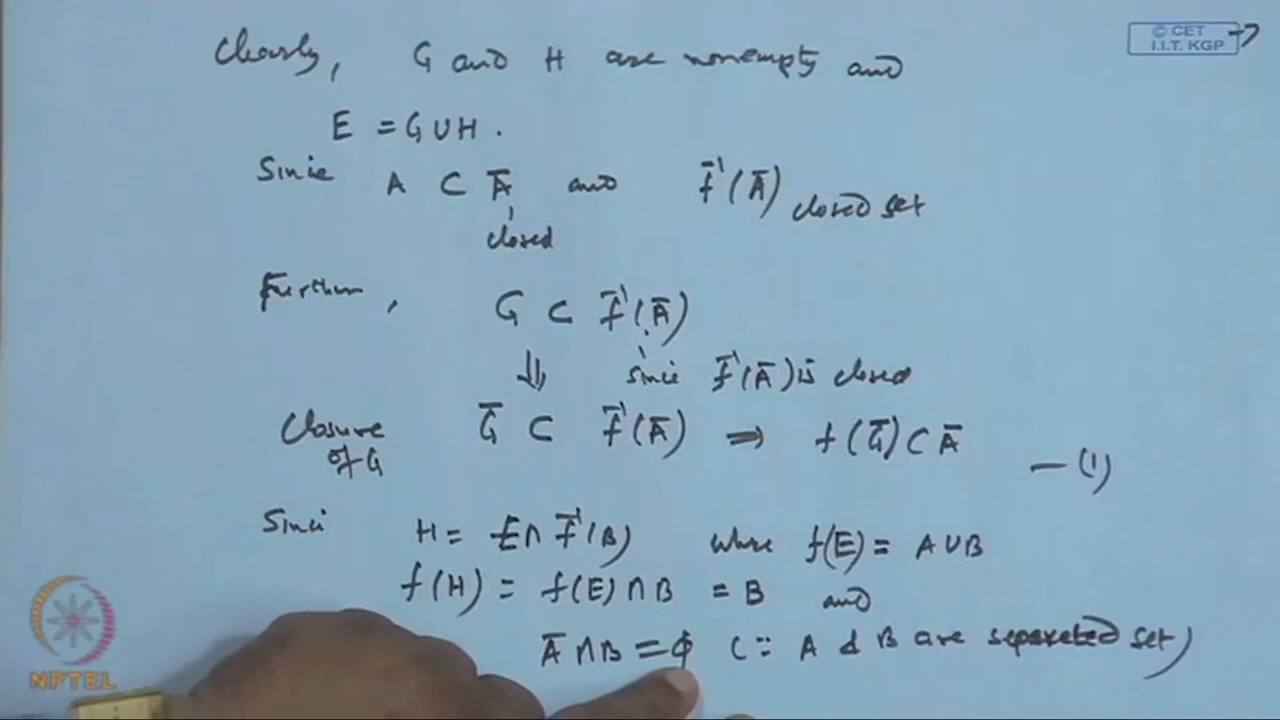 © CET
I.I.T. KGP
Clearly, G and H are nonempty and
E = G ∪ H .
Since A ⊂ A̅ and f⁻¹(A̅) closed set
closed
Further, G ⊂ f⁻¹(A̅)
⇓ since f⁻¹(A̅) is closed
Closure of G G̅ ⊂ f⁻¹(A̅) ⇒ f(G̅) ⊂ A̅ — (1)
Since H = E ∩ f⁻¹(B) where f(E) = A ∪ B
f(H) = f(E) ∩ B = B and
A̅ ∩ B = ϕ (∵ A & B are separated set)
NPTEL